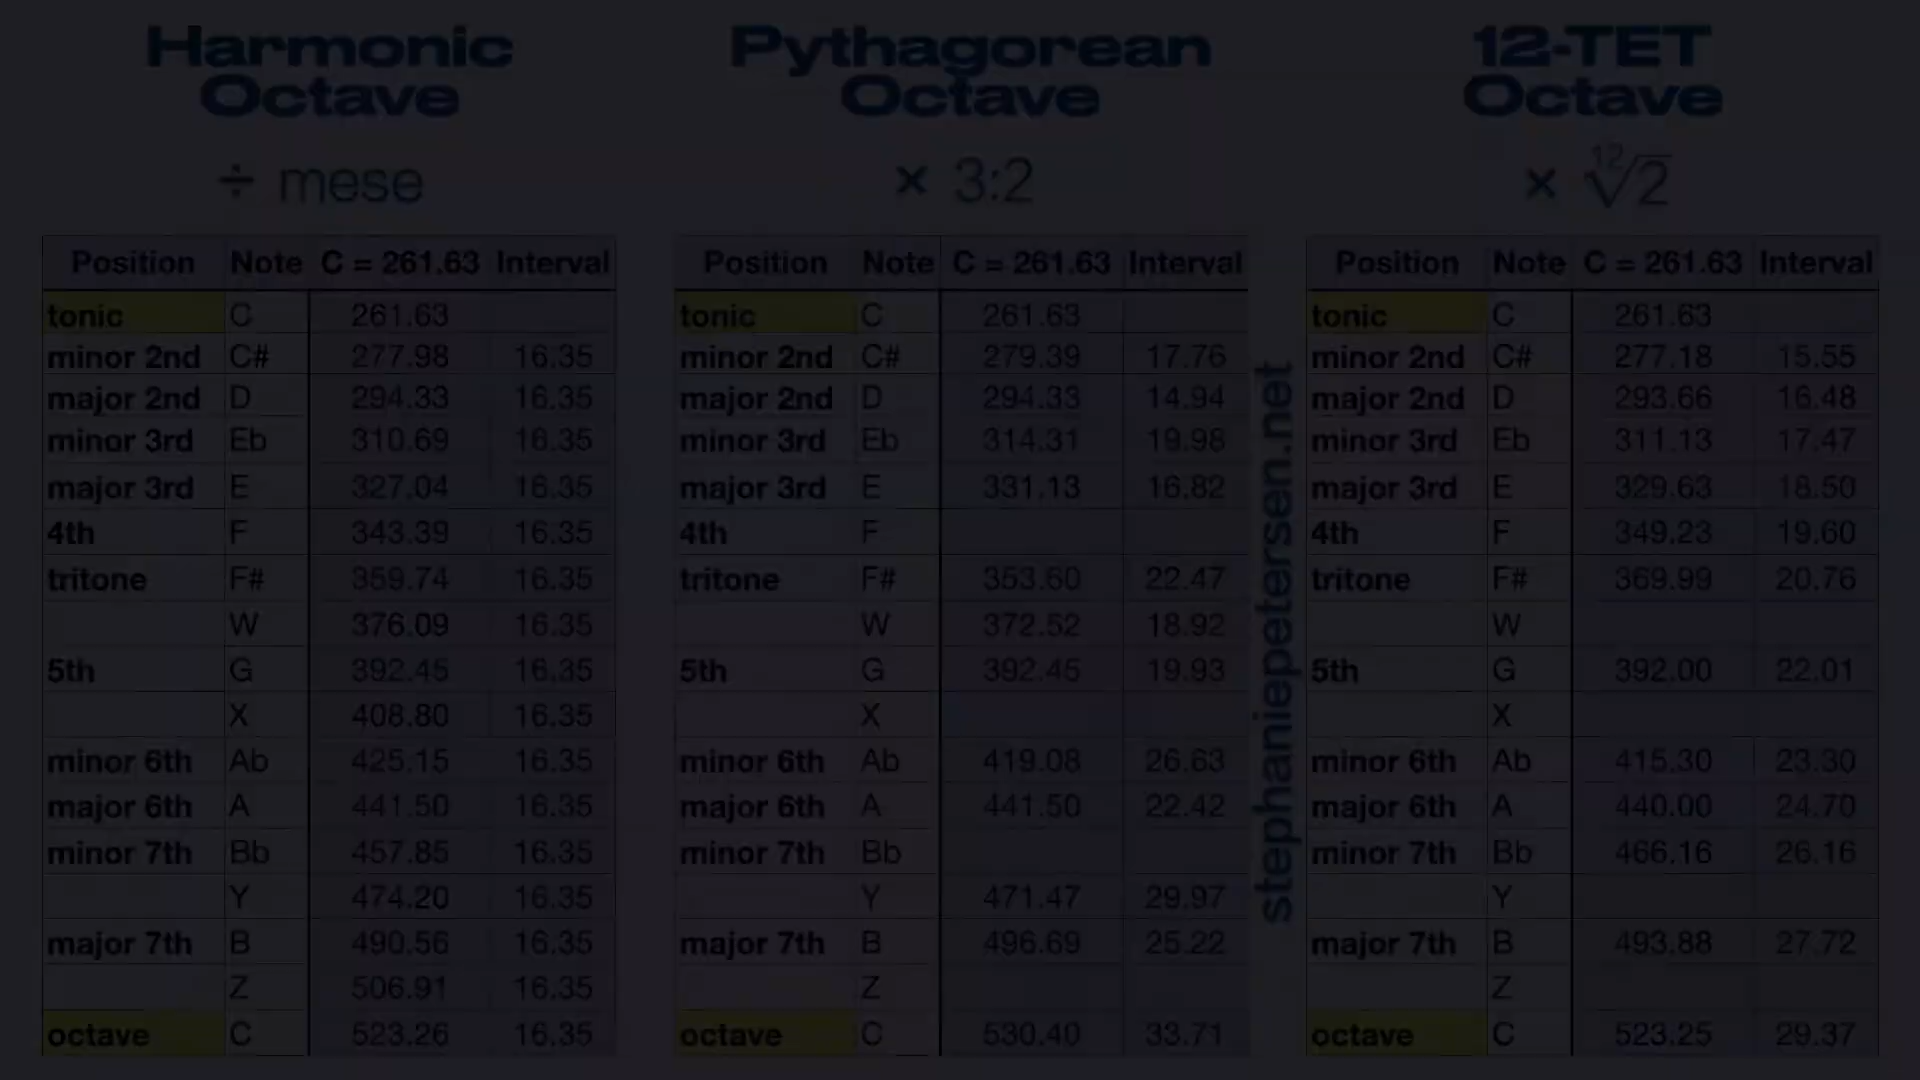 Harmonic
Octave
÷ mese
Position Note C = 261.63 Interval
tonic C 261.63
minor 2nd C# 277.98 16.35
major 2nd D 294.33 16.35
minor 3rd Eb 310.69 16.35
major 3rd E 327.04 16.35
4th F 343.39 16.35
tritone F# 359.74 16.35
W 376.09 16.35
5th G 392.45 16.35
X 408.80 16.35
minor 6th Ab 425.15 16.35
major 6th A 441.50 16.35
minor 7th Bb 457.85 16.35
Y 474.20 16.35
major 7th B 490.56 16.35
Z 506.91 16.35
octave C 523.26 16.35
Pythagorean
Octave
× 3:2
Position Note C = 261.63 Interval
tonic C 261.63
minor 2nd C# 279.39 17.76
major 2nd D 294.33 14.94
minor 3rd Eb 314.31 19.98
major 3rd E 331.13 16.82
4th F
tritone F# 353.60 22.47
W 372.52 18.92
5th G 392.45 19.93
X
minor 6th Ab 419.08 26.63
major 6th A 441.50 22.42
minor 7th Bb
Y 471.47 29.97
major 7th B 496.69 25.22
Z
octave C 530.40 33.71
stephaniepetersen.net
12-TET
Octave
× ¹²√2
Position Note C = 261.63 Interval
tonic C 261.63
minor 2nd C# 277.18 15.55
major 2nd D 293.66 16.48
minor 3rd Eb 311.13 17.47
major 3rd E 329.63 18.50
4th F 349.23 19.60
tritone F# 369.99 20.76
W
5th G 392.00 22.01
X
minor 6th Ab 415.30 23.30
major 6th A 440.00 24.70
minor 7th Bb 466.16 26.16
Y
major 7th B 493.88 27.72
Z
octave C 523.25 29.37